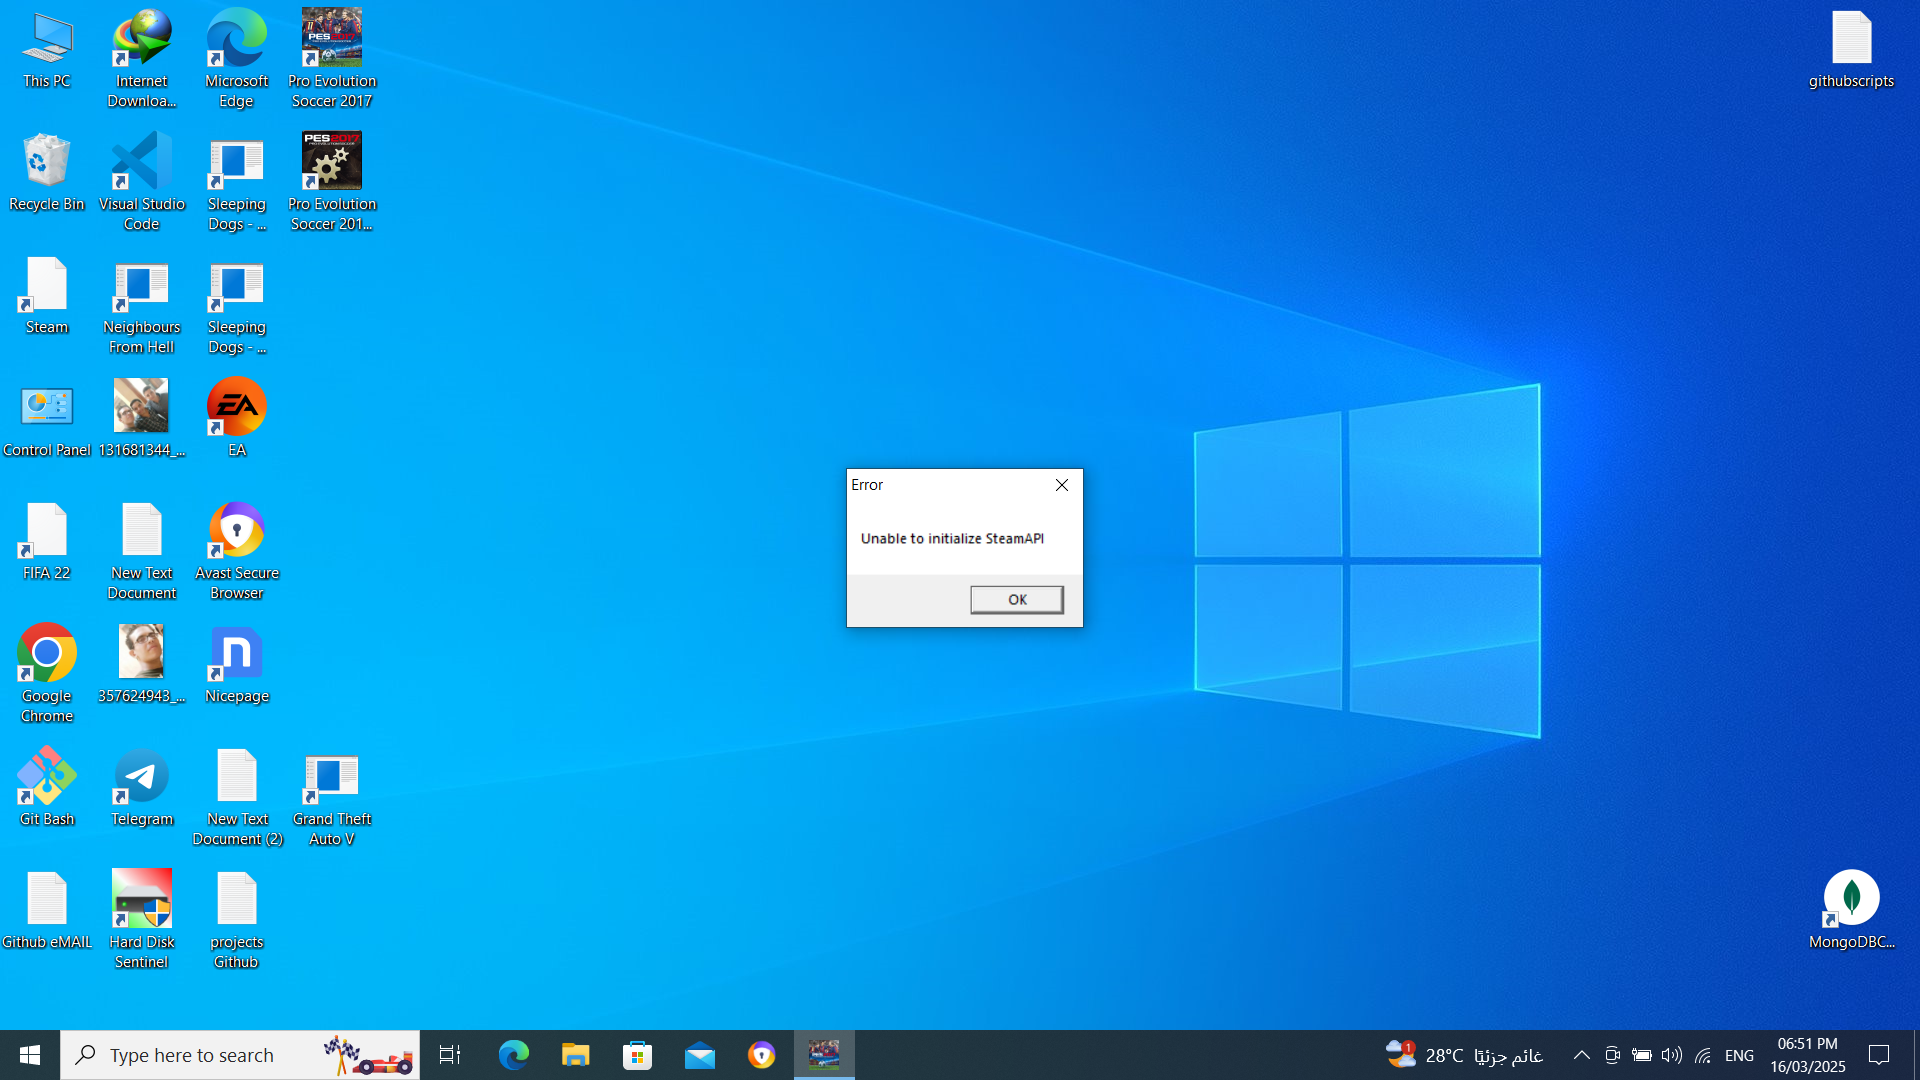 This PC
Internet
Downloa...
Microsoft
Edge
PES2017
Pro Evolution
Soccer 2017
githubscripts
Recycle Bin
Visual Studio
Code
Sleeping
Dogs - ...
PES2017
Pro Evolution
Soccer 201...
Steam
Neighbours
From Hell
Sleeping
Dogs - ...
Control Panel
131681344_...
EA
EA
Error
Unable to initialize SteamAPI
OK
FIFA 22
New Text
Document
Avast Secure
Browser
Google
Chrome
357624943_...
n
Nicepage
Git Bash
Telegram
New Text
Document (2)
Grand Theft
Auto V
Github eMAIL
Hard Disk
Sentinel
projects
Github
MongoDBC...
Type here to search
1
28°C غائم جزئيًا
ENG
06:51 PM
16/03/2025